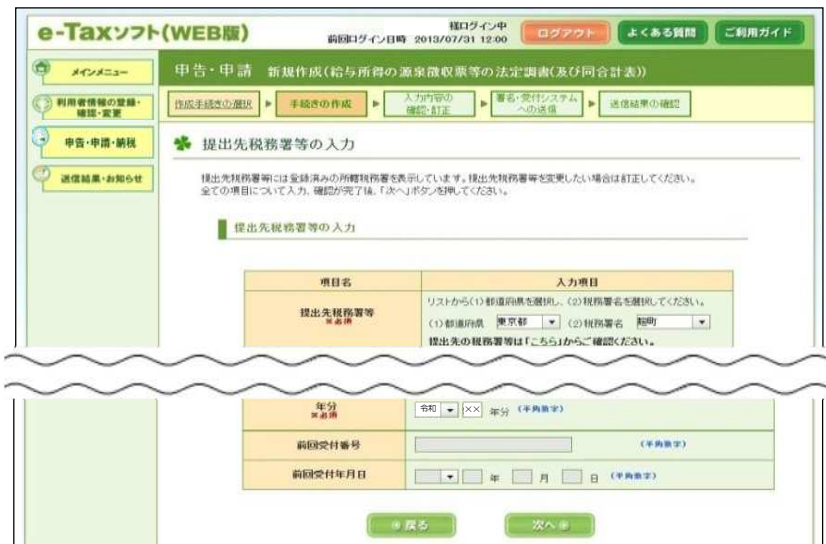 e-Taxソフト(WEB版)
様ログイン中
前回ログイン日時 2013/07/31 12:00
ログアウト
よくある質問
ご利用ガイド
メインメニュー
利用者情報の登録・
確認・変更
申告・申請・納税
送信結果・お知らせ
申告・申請 新規作成(給与所得の源泉徴収票等の法定調書(及び同合計表))
作成手続きの選択
手続きの作成
入力内容の
確認・訂正
署名・受付システム
への送信
送信結果の確認
提出先税務署等の入力
提出先税務署等には登録済みの所轄税務署を表示しています。提出先税務署等を変更したい場合は訂正してください。
全ての項目について入力、確認が完了後、「次へ」ボタンを押してください。
提出先税務署等の入力
項目名
入力項目
提出先税務署等
※必須
リストから(1)都道府県を選択し、(2)税務署名を選択してください。
(1)都道府県 東京都 (2)税務署名 麹町
提出先の税務署等は「こちら」からご確認ください。
年分
※必須
令和 ×× 年分 (半角数字)
前回受付番号
(半角数字)
前回受付年月日
年 月 日 (半角数字)
戻る
次へ